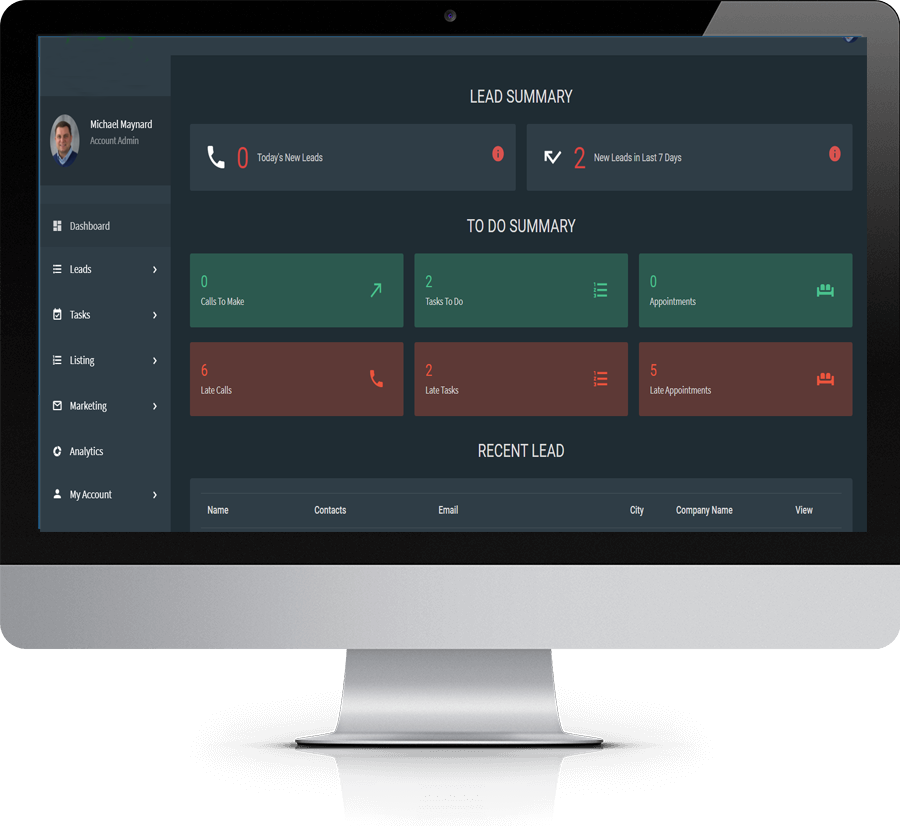 Michael Maynard
Account Admin
Dashboard
Leads
Tasks
Listing
Marketing
Analytics
My Account
LEAD SUMMARY
0 Today's New Leads
2 New Leads in Last 7 Days
TO DO SUMMARY
0
Calls To Make
2
Tasks To Do
0
Appointments
6
Late Calls
2
Late Tasks
5
Late Appointments
RECENT LEAD
Name Contacts Email City Company Name View